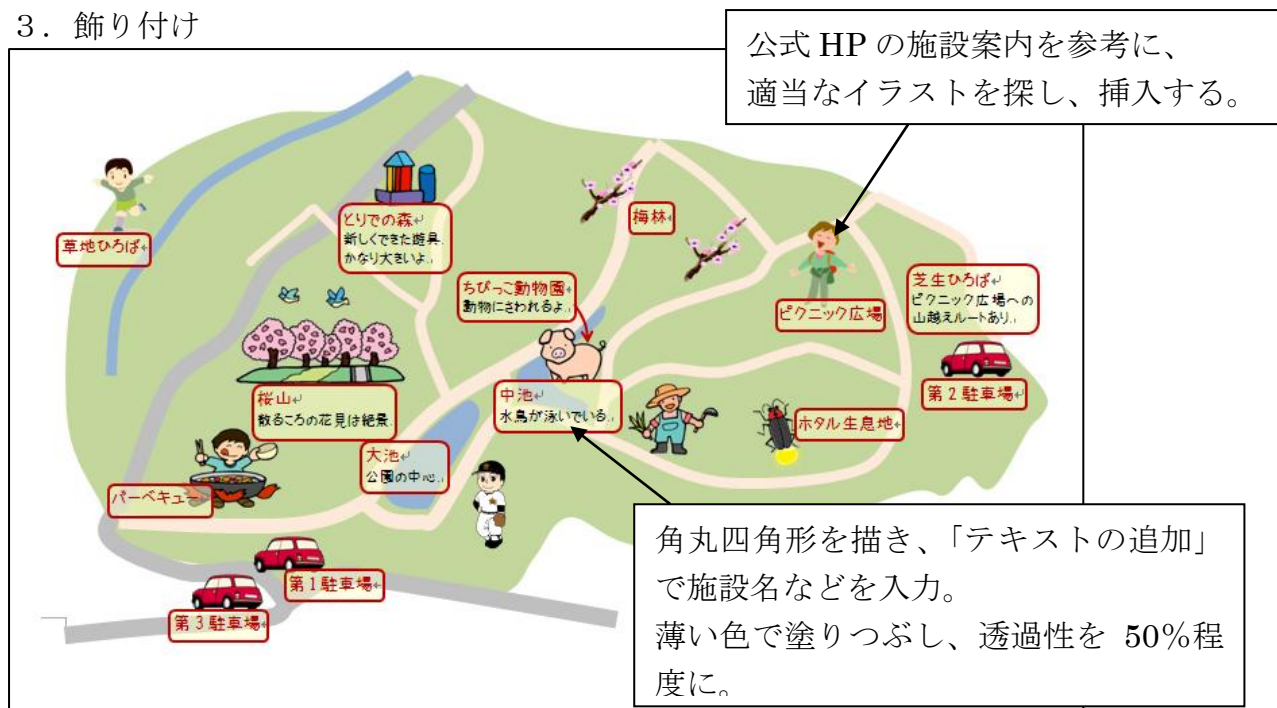 ３．飾り付け
公式 HP の施設案内を参考に、
適当なイラストを探し、挿入する。
とりでの森
新しくできた遊具
かなり大きいよ。
梅林
草地ひろば
ちびっこ動物園
動物にさわれるよ。
ピクニック広場
芝生ひろば
ピクニック広場への
山越えルートあり。
第２駐車場
桜山
散るころの花見は絶景
中池
水鳥が泳いでいる。
ホタル生息地
大池
公園の中心。
バーベキュー
第１駐車場
第３駐車場
角丸四角形を描き、「テキストの追加」
で施設名などを入力。
薄い色で塗りつぶし、透過性を 50％程
度に。